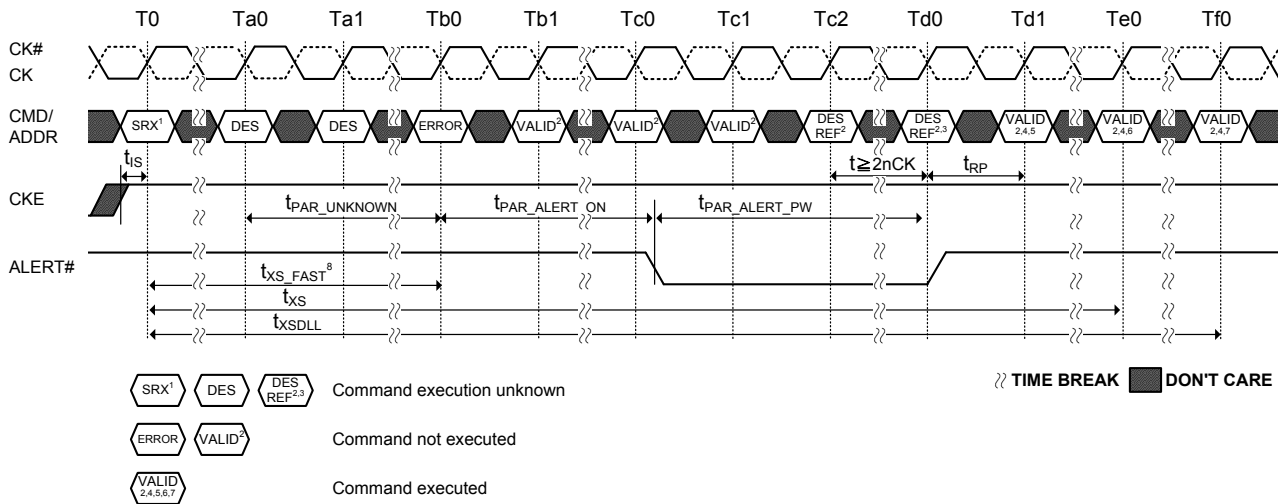 T0 Ta0 Ta1 Tb0 Tb1 Tc0 Tc1 Tc2 Td0 Td1 Te0 Tf0
CK#
CK
CMD/
ADDR
SRX¹ DES DES ERROR VALID² VALID² VALID² DES REF² DES REF²,³ VALID 2,4,5 VALID 2,4,6 VALID 2,4,7
tIS
t≧2nCK tRP
CKE
tPAR_UNKNOWN tPAR_ALERT_ON tPAR_ALERT_PW
ALERT#
tXS_FAST⁸
tXS
tXSDLL
SRX¹ DES DES REF²,³ Command execution unknown
TIME BREAK DON'T CARE
ERROR VALID² Command not executed
VALID 2,4,5,6,7 Command executed